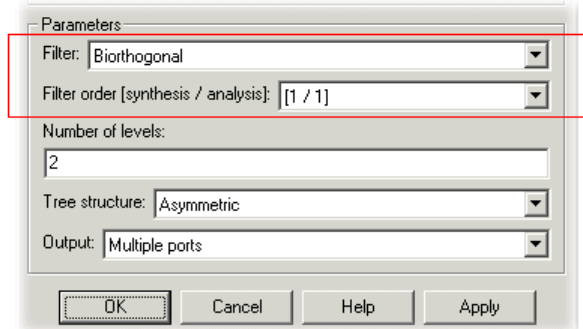 Parameters
Filter: Biorthogonal
Filter order [synthesis / analysis]: [1 / 1]
Number of levels:
2
Tree structure: Asymmetric
Output: Multiple ports
OK Cancel Help Apply